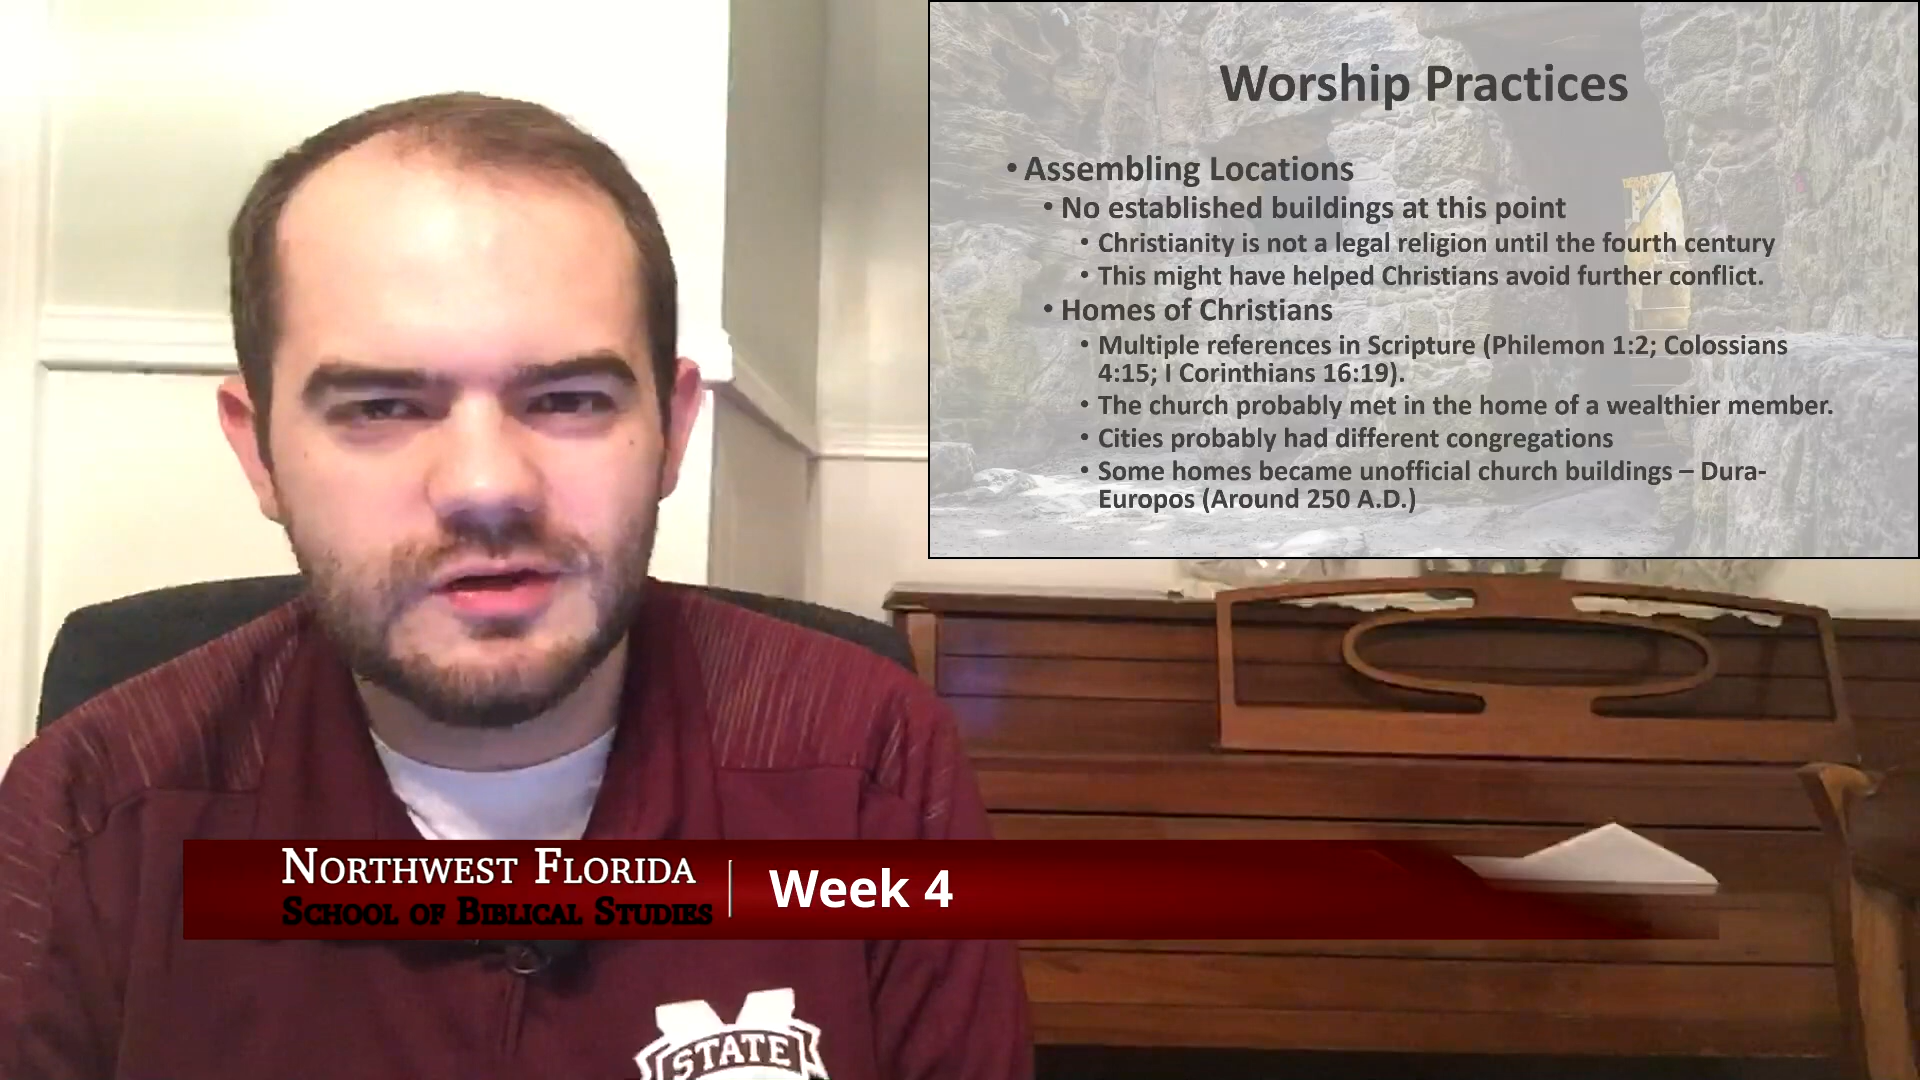 Worship Practices
• Assembling Locations
• No established buildings at this point
• Christianity is not a legal religion until the fourth century
• This might have helped Christians avoid further conflict.
• Homes of Christians
• Multiple references in Scripture (Philemon 1:2; Colossians
4:15; I Corinthians 16:19).
• The church probably met in the home of a wealthier member.
• Cities probably had different congregations
• Some homes became unofficial church buildings – Dura-
Europos (Around 250 A.D.)
Northwest Florida
School of Biblical Studies
Week 4
M
STATE